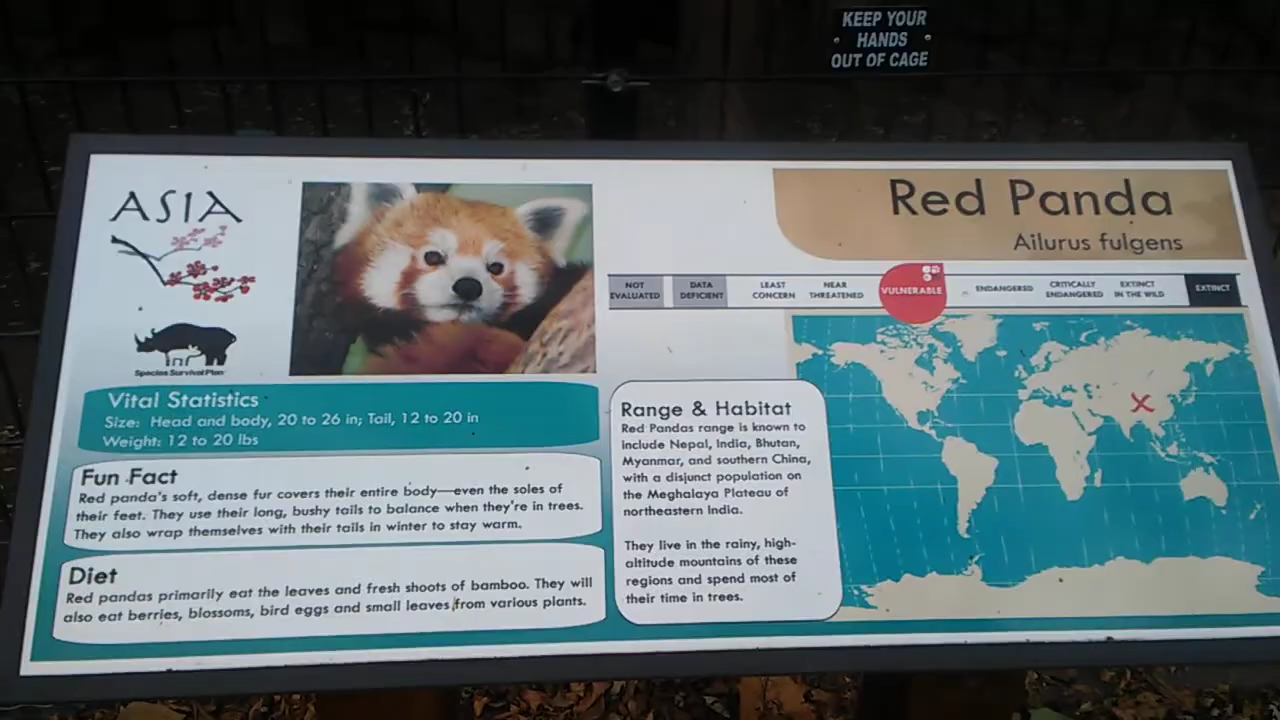 KEEP YOUR
HANDS
OUT OF CAGE
ASIA
Species Survival Plan
Red Panda
Ailurus fulgens
NOT
EVALUATED
DATA
DEFICIENT
LEAST
CONCERN
NEAR
THREATENED
VULNERABLE
ENDANGERED
CRITICALLY
ENDANGERED
EXTINCT
IN THE WILD
EXTINCT
Vital Statistics
Size: Head and body, 20 to 26 in; Tail, 12 to 20 in
Weight: 12 to 20 lbs
Fun Fact
Red panda's soft, dense fur covers their entire body—even the soles of
their feet. They use their long, bushy tails to balance when they're in trees.
They also wrap themselves with their tails in winter to stay warm.
Diet
Red pandas primarily eat the leaves and fresh shoots of bamboo. They will
also eat berries, blossoms, bird eggs and small leaves from various plants.
Range & Habitat
Red Pandas range is known to
include Nepal, India, Bhutan,
Myanmar, and southern China,
with a disjunct population on
the Meghalaya Plateau of
northeastern India.
They live in the rainy, high-
altitude mountains of these
regions and spend most of
their time in trees.